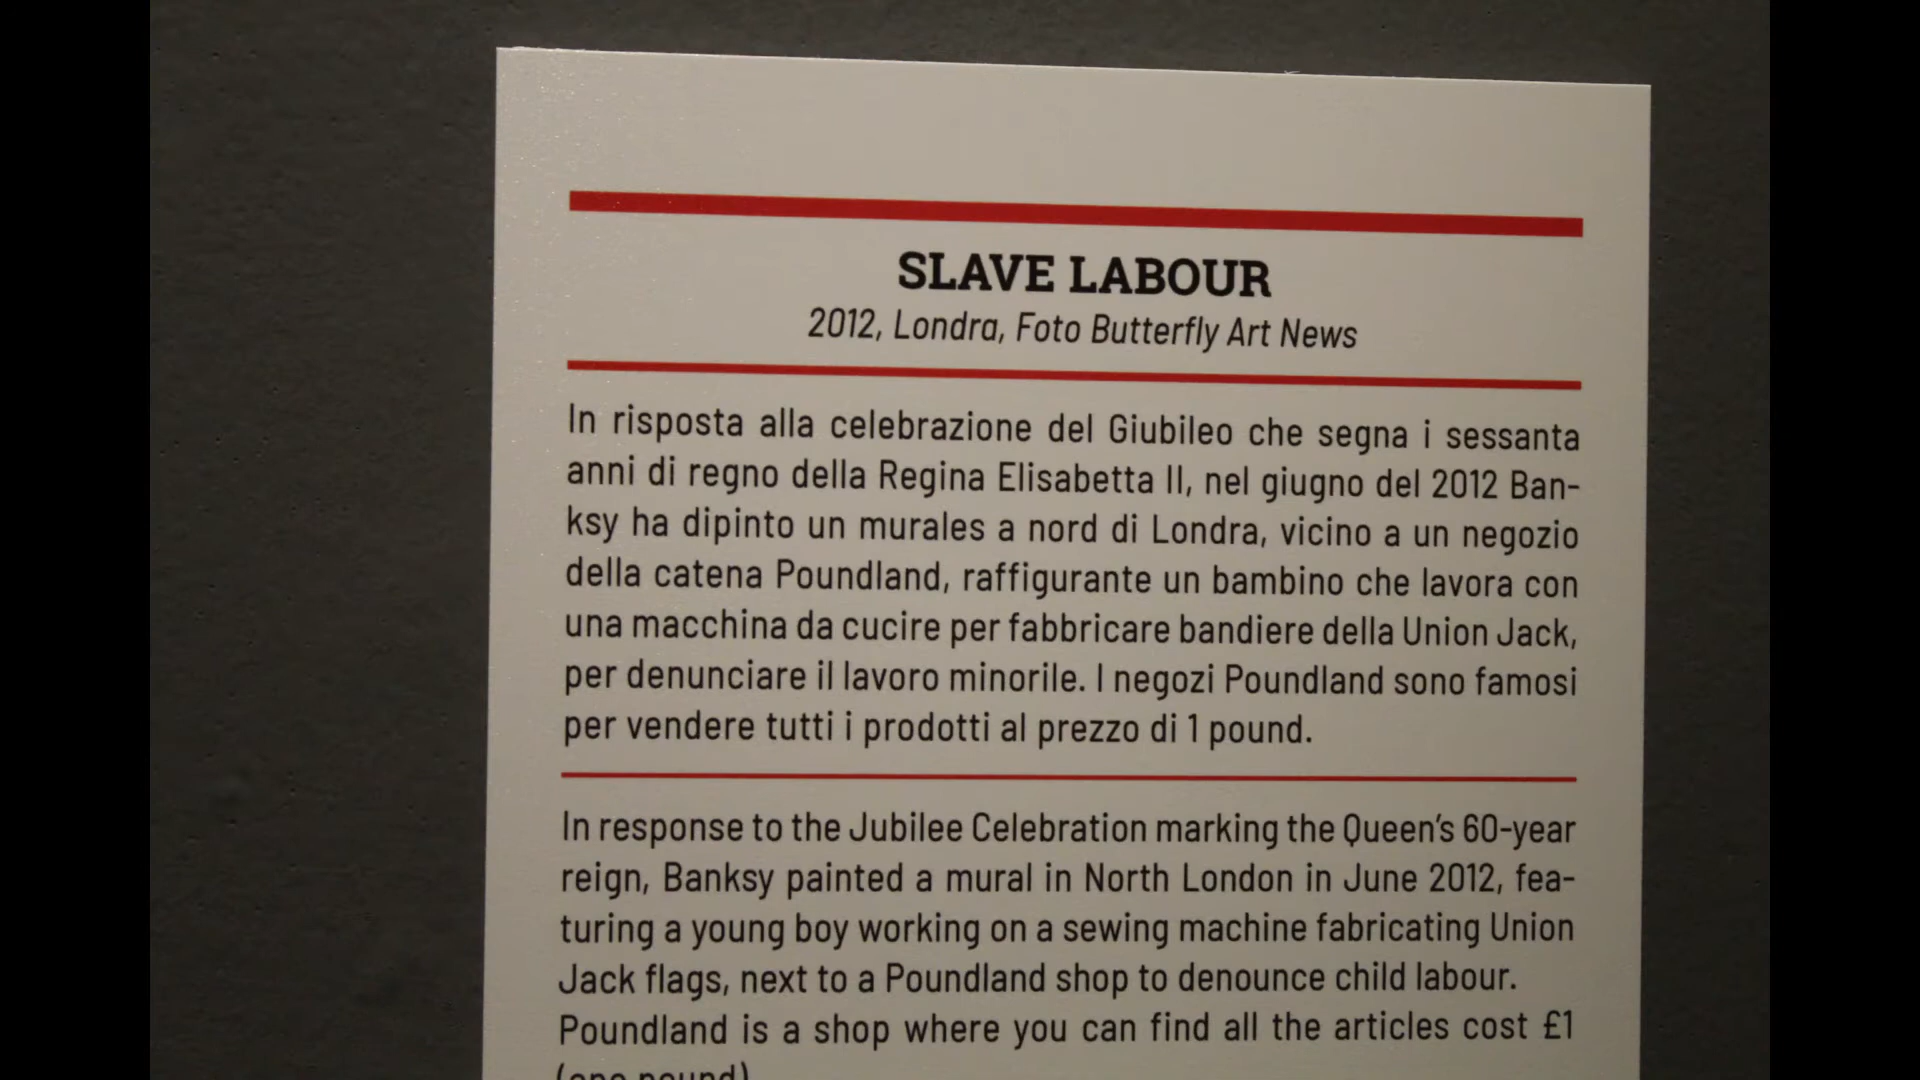 SLAVE LABOUR
2012, Londra, Foto Butterfly Art News
In risposta alla celebrazione del Giubileo che segna i sessanta
anni di regno della Regina Elisabetta II, nel giugno del 2012 Ban-
ksy ha dipinto un murales a nord di Londra, vicino a un negozio
della catena Poundland, raffigurante un bambino che lavora con
una macchina da cucire per fabbricare bandiere della Union Jack,
per denunciare il lavoro minorile. I negozi Poundland sono famosi
per vendere tutti i prodotti al prezzo di 1 pound.
In response to the Jubilee Celebration marking the Queen's 60-year
reign, Banksy painted a mural in North London in June 2012, fea-
turing a young boy working on a sewing machine fabricating Union
Jack flags, next to a Poundland shop to denounce child labour.
Poundland is a shop where you can find all the articles cost £1
(one pound)